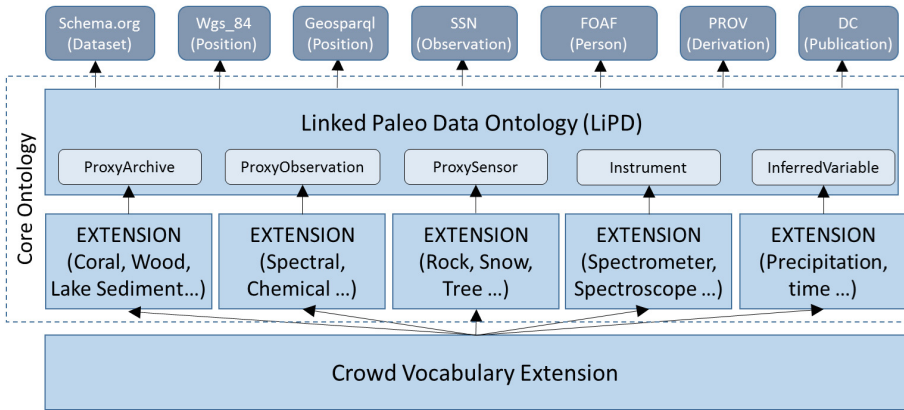 Schema.org
(Dataset)
Wgs_84
(Position)
Geosparql
(Position)
SSN
(Observation)
FOAF
(Person)
PROV
(Derivation)
DC
(Publication)
Core Ontology
Linked Paleo Data Ontology (LiPD)
ProxyArchive
ProxyObservation
ProxySensor
Instrument
InferredVariable
EXTENSION
(Coral, Wood,
Lake Sediment...)
EXTENSION
(Spectral,
Chemical ...)
EXTENSION
(Rock, Snow,
Tree ...)
EXTENSION
(Spectrometer,
Spectroscope ...)
EXTENSION
(Precipitation,
time ...)
Crowd Vocabulary Extension